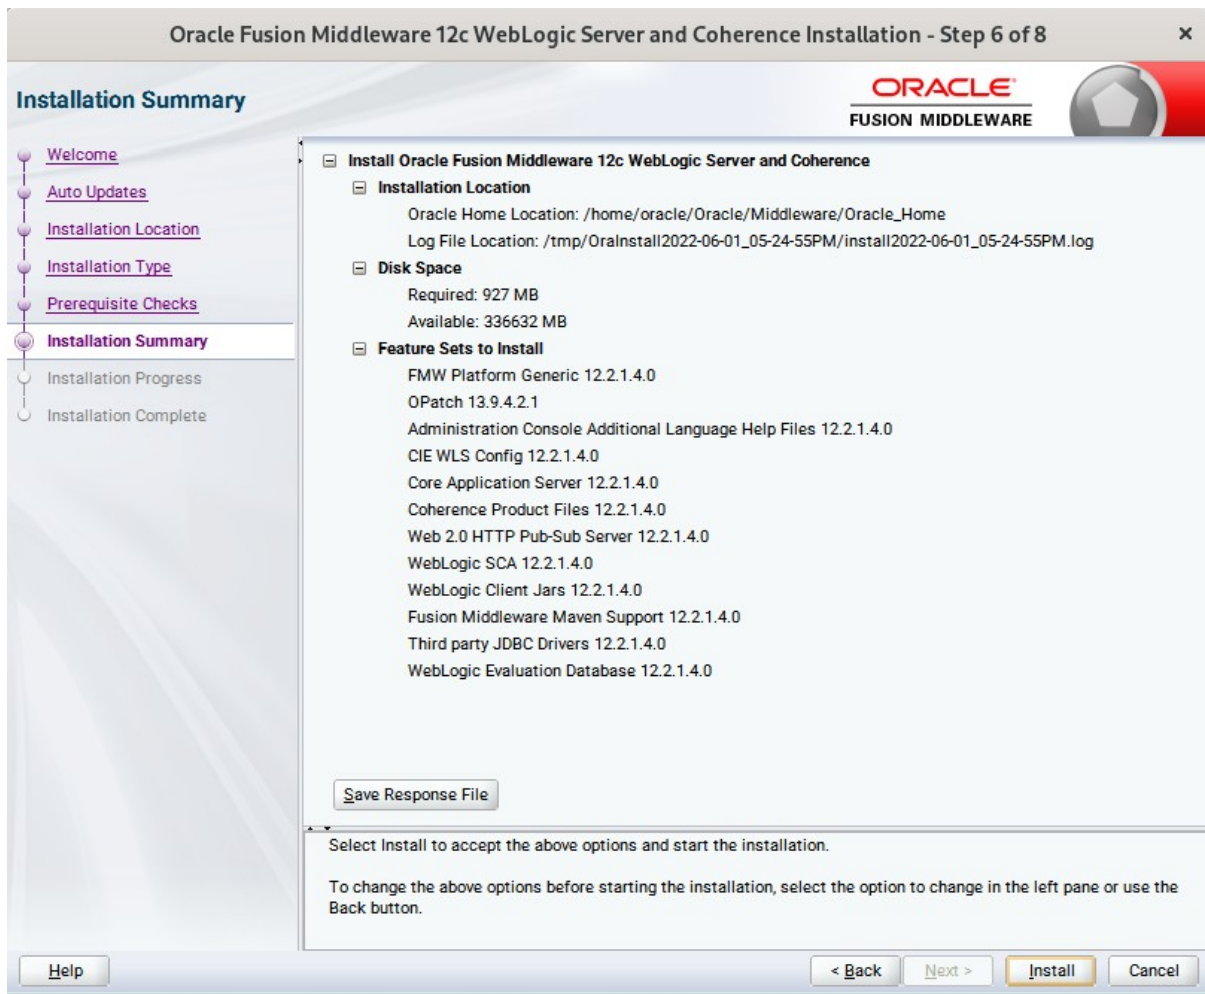 Oracle Fusion Middleware 12c WebLogic Server and Coherence Installation - Step 6 of 8
Installation Summary
ORACLE
FUSION MIDDLEWARE
Welcome
Auto Updates
Installation Location
Installation Type
Prerequisite Checks
Installation Summary
Installation Progress
Installation Complete
Install Oracle Fusion Middleware 12c WebLogic Server and Coherence
Installation Location
Oracle Home Location: /home/oracle/Oracle/Middleware/Oracle_Home
Log File Location: /tmp/OraInstall2022-06-01_05-24-55PM/install2022-06-01_05-24-55PM.log
Disk Space
Required: 927 MB
Available: 336632 MB
Feature Sets to Install
FMW Platform Generic 12.2.1.4.0
OPatch 13.9.4.2.1
Administration Console Additional Language Help Files 12.2.1.4.0
CIE WLS Config 12.2.1.4.0
Core Application Server 12.2.1.4.0
Coherence Product Files 12.2.1.4.0
Web 2.0 HTTP Pub-Sub Server 12.2.1.4.0
WebLogic SCA 12.2.1.4.0
WebLogic Client Jars 12.2.1.4.0
Fusion Middleware Maven Support 12.2.1.4.0
Third party JDBC Drivers 12.2.1.4.0
WebLogic Evaluation Database 12.2.1.4.0
Save Response File
Select Install to accept the above options and start the installation.
To change the above options before starting the installation, select the option to change in the left pane or use the
Back button.
Help
< Back
Next >
Install
Cancel